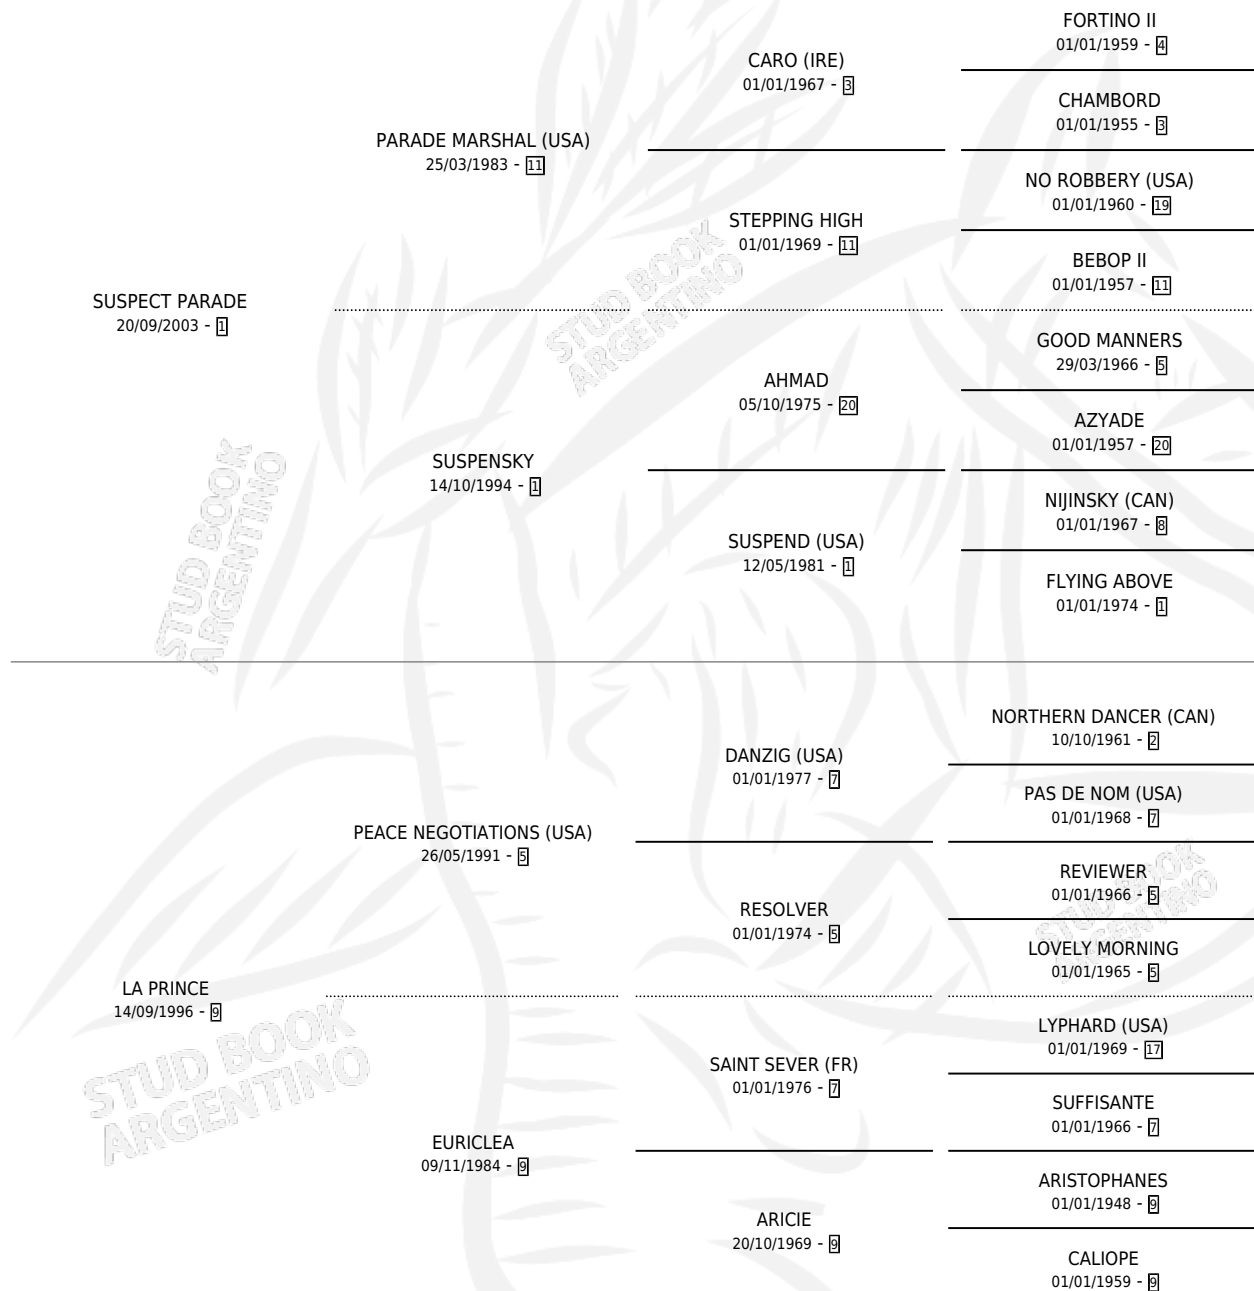 FORTINO II
01/01/1959 - 4
CARO (IRE)
01/01/1967 - 3
CHAMBORD
01/01/1955 - 3
PARADE MARSHAL (USA)
25/03/1983 - 11
NO ROBBERY (USA)
01/01/1960 - 19
STEPPING HIGH
01/01/1969 - 11
BEBOP II
01/01/1957 - 11
SUSPECT PARADE
20/09/2003 - 1
GOOD MANNERS
29/03/1966 - 5
AHMAD
05/10/1975 - 20
AZYADE
01/01/1957 - 20
SUSPENSKY
14/10/1994 - 1
NIJINSKY (CAN)
01/01/1967 - 8
SUSPEND (USA)
12/05/1981 - 1
FLYING ABOVE
01/01/1974 - 1
STUD BOOK
ARGENTINO
STUD BOOK
ARGENTINO
NORTHERN DANCER (CAN)
10/10/1961 - 2
DANZIG (USA)
01/01/1977 - 7
PAS DE NOM (USA)
01/01/1968 - 7
PEACE NEGOTIATIONS (USA)
26/05/1991 - 5
REVIEWER
01/01/1966 - 5
RESOLVER
01/01/1974 - 5
LOVELY MORNING
01/01/1965 - 5
LA PRINCE
14/09/1996 - 9
LYPHARD (USA)
01/01/1969 - 17
SAINT SEVER (FR)
01/01/1976 - 7
SUFFISANTE
01/01/1966 - 7
EURICLEA
09/11/1984 - 9
ARISTOPHANES
01/01/1948 - 9
ARICIE
20/10/1969 - 9
CALIOPE
01/01/1959 - 9
STUD BOOK
ARGENTINO
STUD BOOK
ARGENTINO